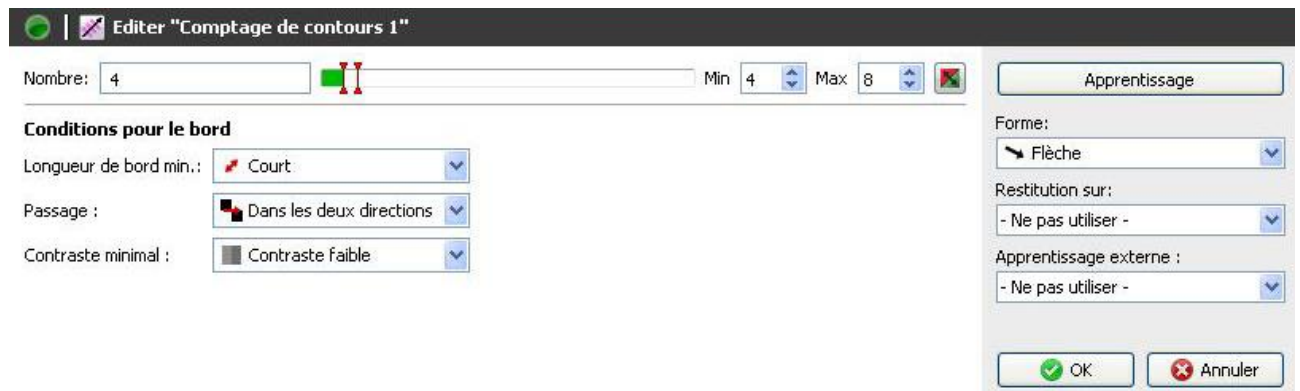 Editer "Comptage de contours 1"
Nombre: 4 Min 4 Max 8
Conditions pour le bord
Longueur de bord min.: Court
Passage : Dans les deux directions
Contraste minimal : Contraste faible
Apprentissage
Forme:
Flèche
Restitution sur:
- Ne pas utiliser -
Apprentissage externe :
- Ne pas utiliser -
OK Annuler